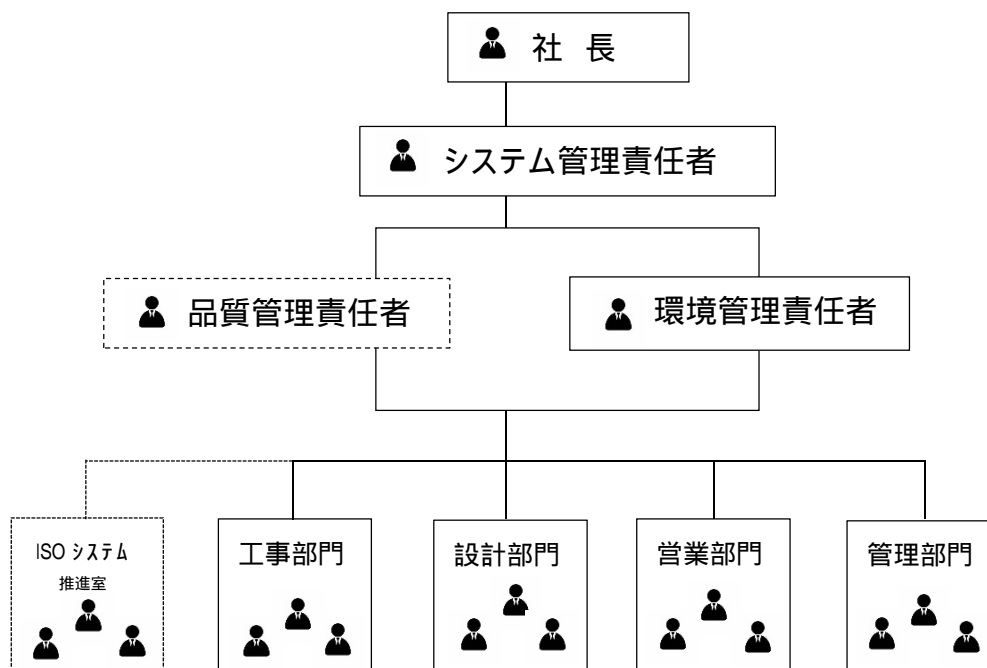 社 長
システム管理責任者
品質管理責任者
環境管理責任者
ISO システム
推進室
工事部門
設計部門
営業部門
管理部門